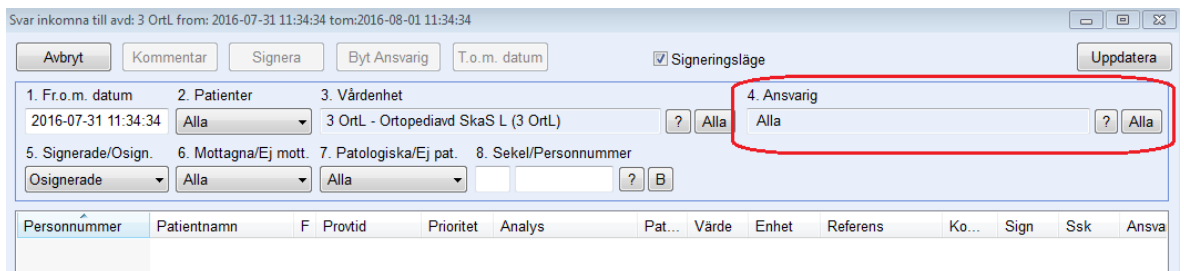 Svar inkomna till avd: 3 OrtL from: 2016-07-31 11:34:34 tom:2016-08-01 11:34:34
Avbryt Kommentar Signera Byt Ansvarig T.o.m. datum Signeringsläge Uppdatera
1. Fr.o.m. datum 2. Patienter 3. Vårdenhet 4. Ansvarig
2016-07-31 11:34:34 Alla 3 OrtL - Ortopediavd SkaS L (3 OrtL) ? Alla Alla ? Alla
5. Signerade/Osign. 6. Mottagna/Ej mott. 7. Patologiska/Ej pat. 8. Sekel/Personnummer
Osignerade Alla Alla ? B
Personnummer Patientnamn F Provtid Prioritet Analys Pat... Värde Enhet Referens Ko... Sign Ssk Ansva